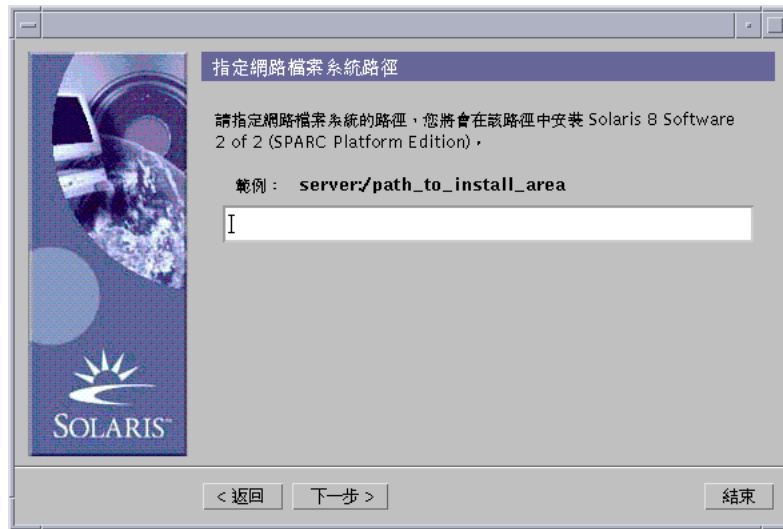 指定網路檔案系統路徑
請指定網路檔案系統的路徑，您將會在該路徑中安裝 Solaris 8 Software
2 of 2 (SPARC Platform Edition)。
範例： server:/path_to_install_area
SOLARIS™
< 返回
下一步 >
結束